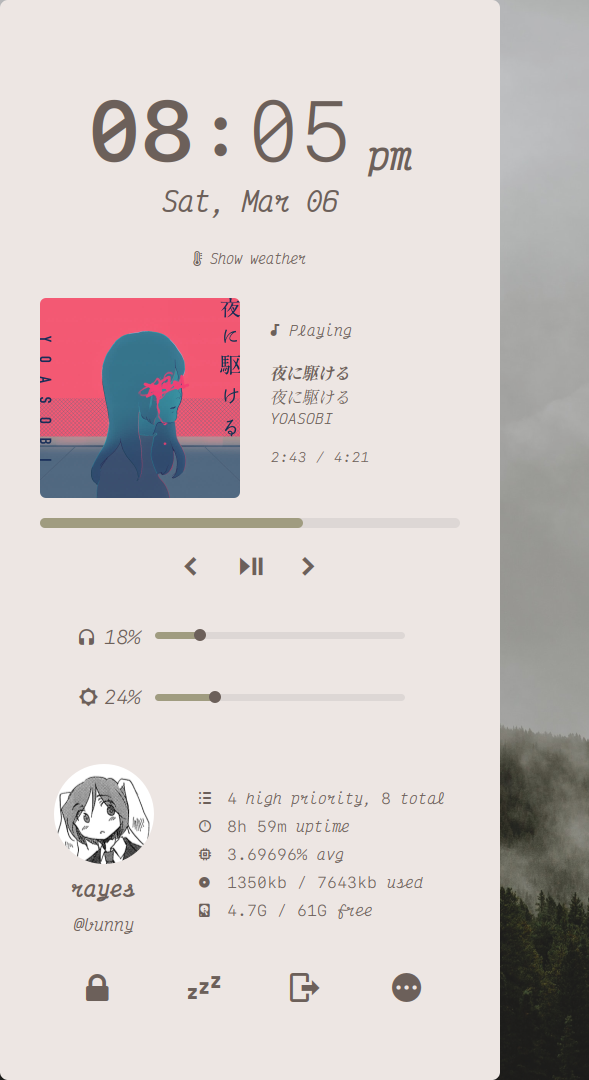 08:05 pm
Sat, Mar 06
Show weather
夜に駆ける
YOASOBI
Playing
夜に駆ける
夜に駆ける
YOASOBI
2:43 / 4:21
18%
24%
4 high priority, 8 total
8h 59m uptime
3.69696% avg
1350kb / 7643kb used
4.7G / 61G free
rayes
@bunny
zzz